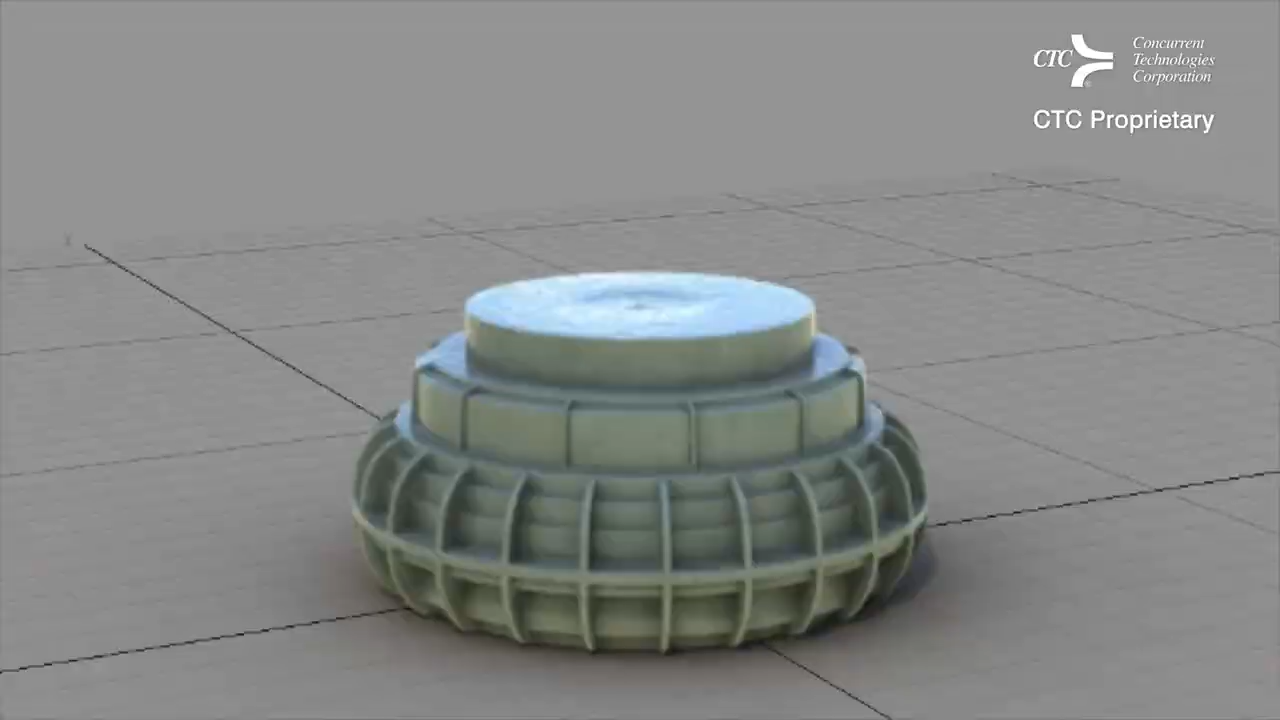 CTC
Concurrent
Technologies
Corporation
CTC Proprietary